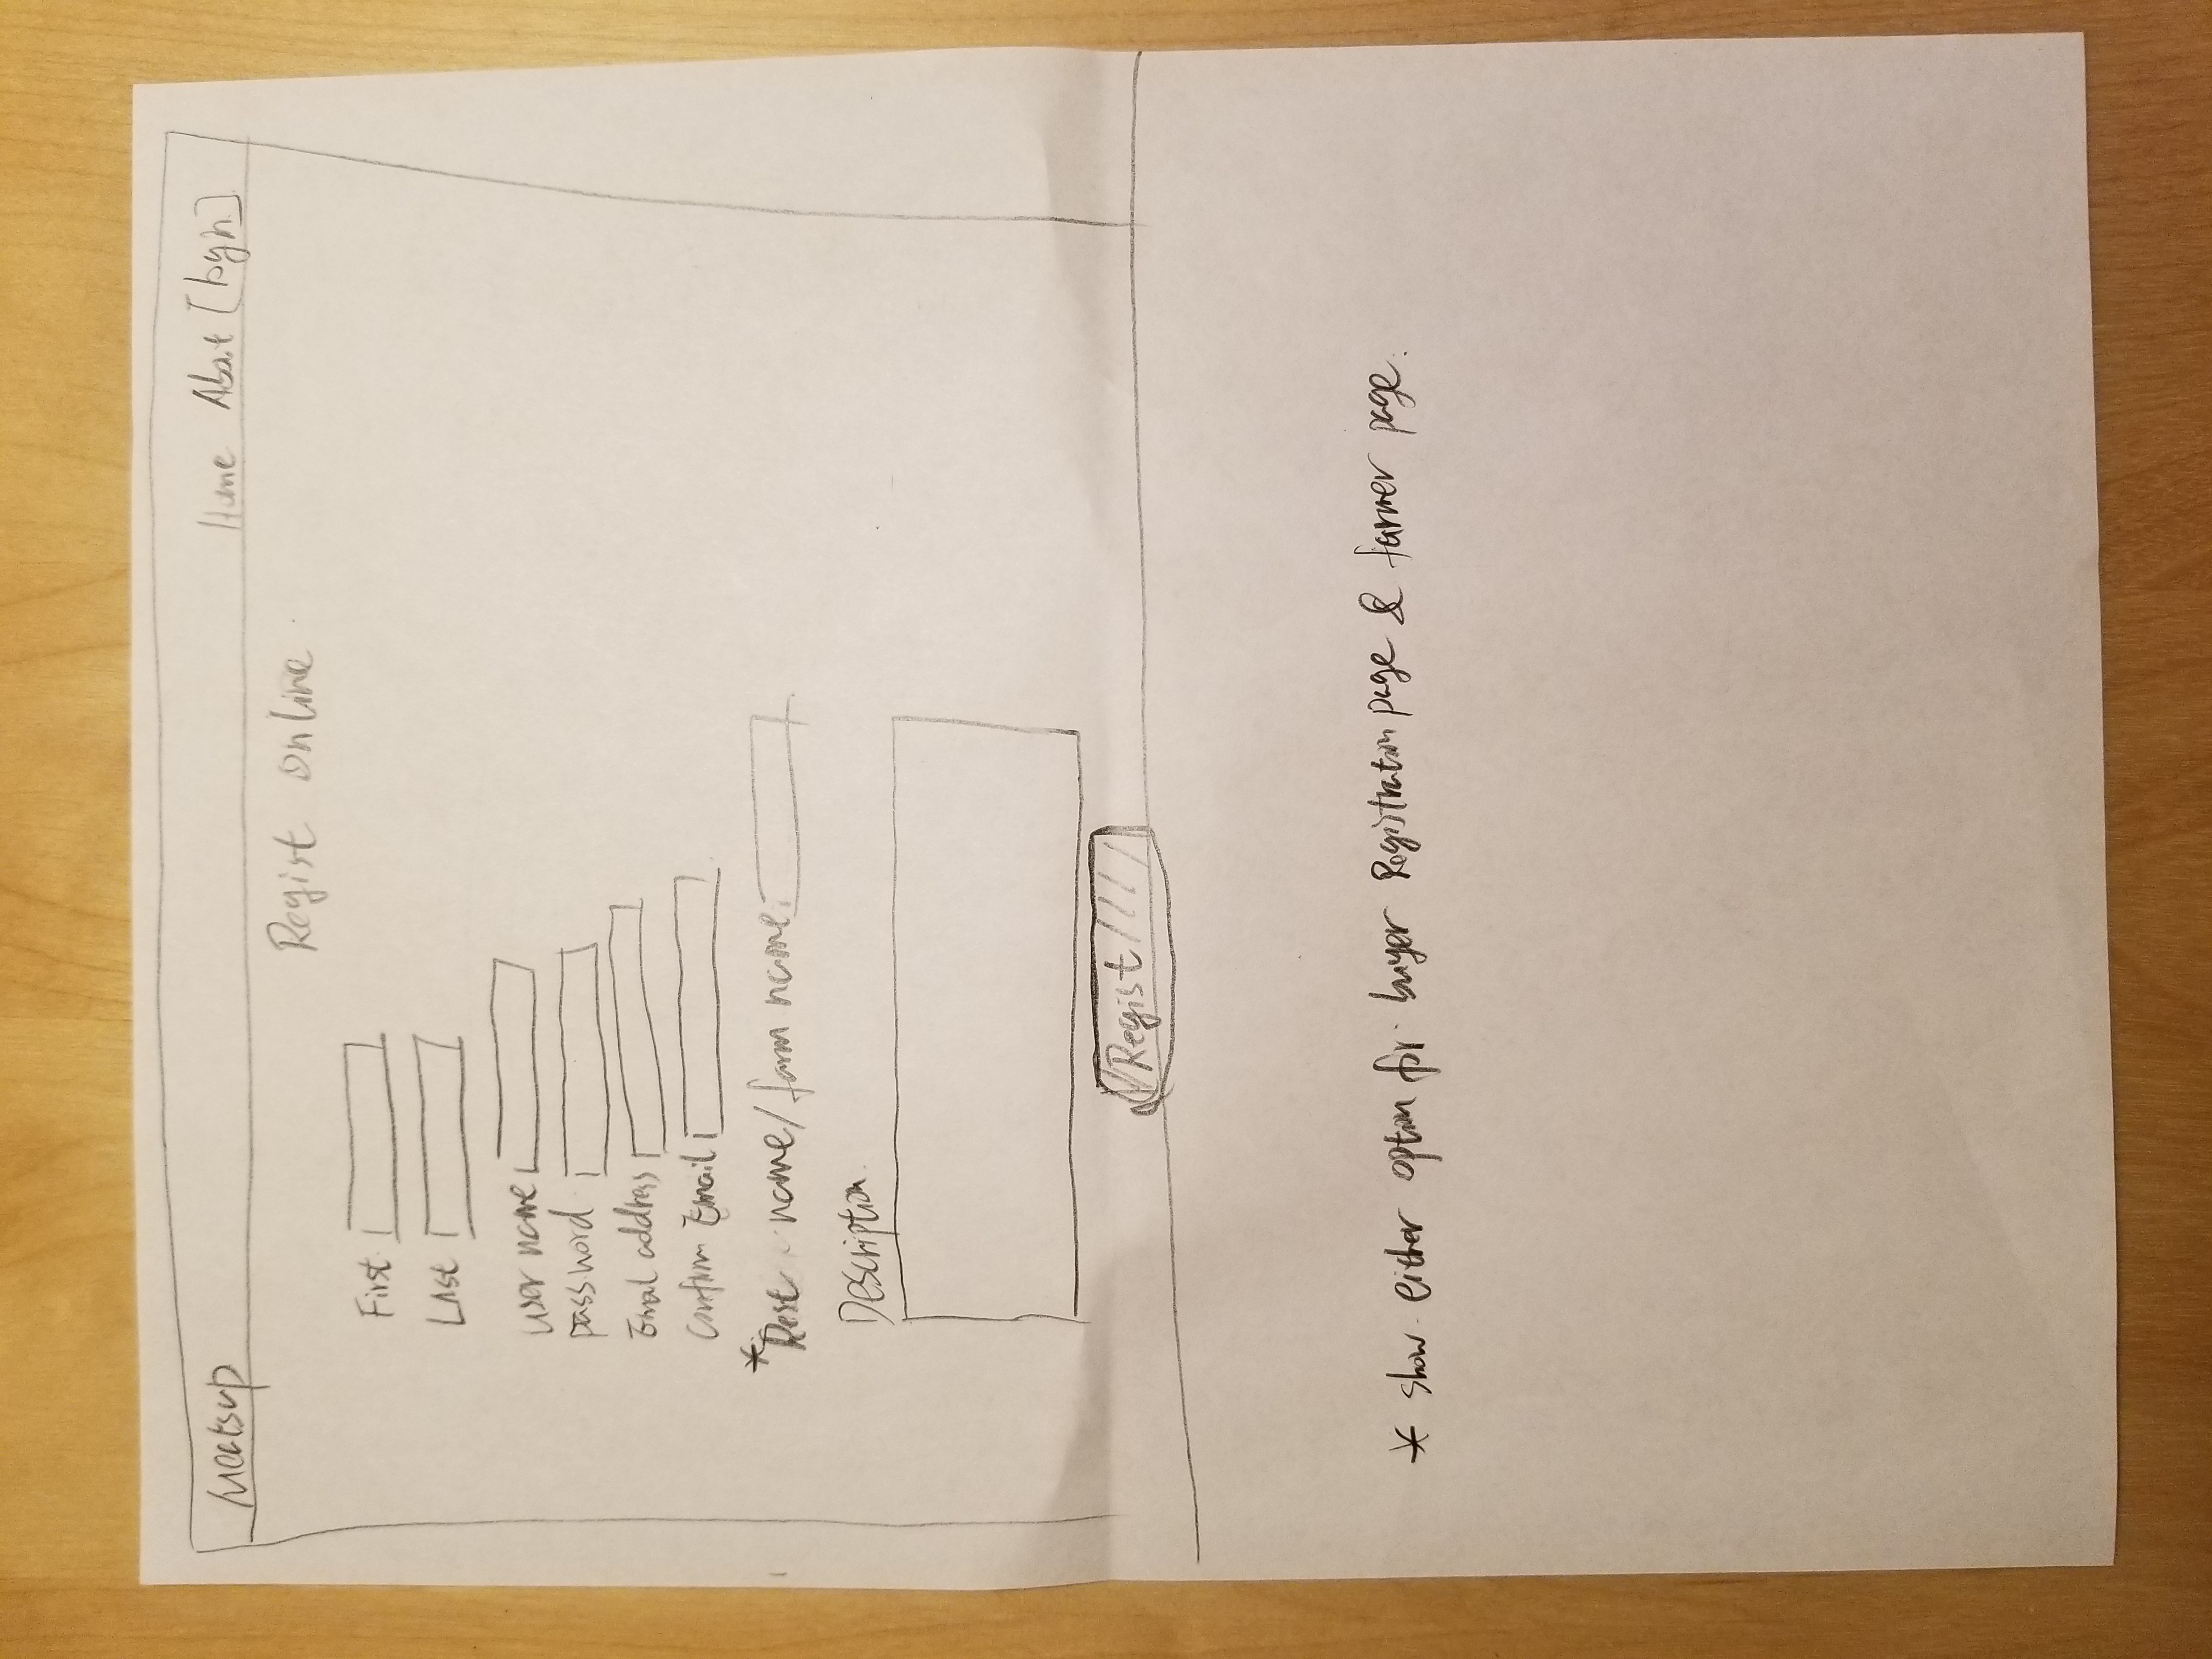 Meatsup Home About [login]
Regist online
First
LAst
user name
password
Email address
Confirm Email
*Rest name/farm name
Description
Regist
* show either option for buyer Registration page & farmer page.